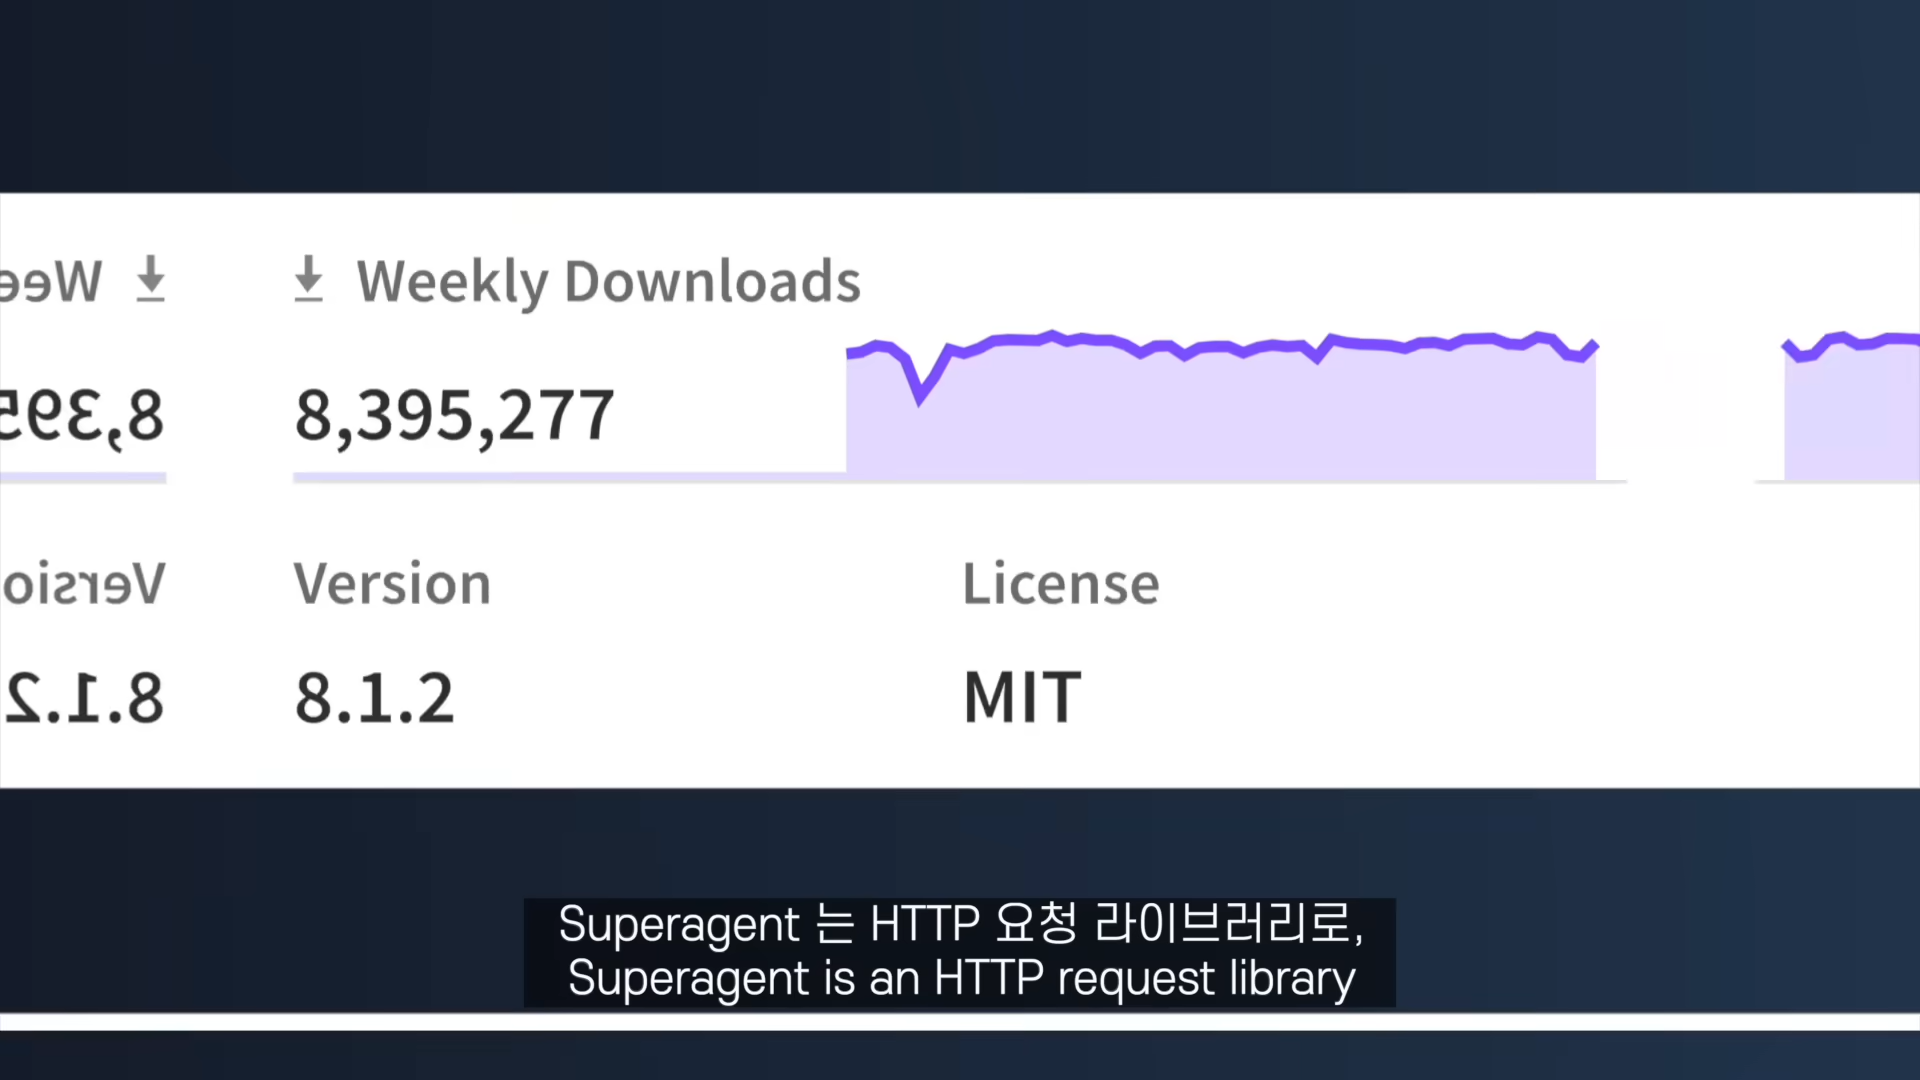 Weekly Downloads
8,395,277
Version
License
8.1.2
MIT
Superagent 는 HTTP 요청 라이브러리로,
Superagent is an HTTP request library